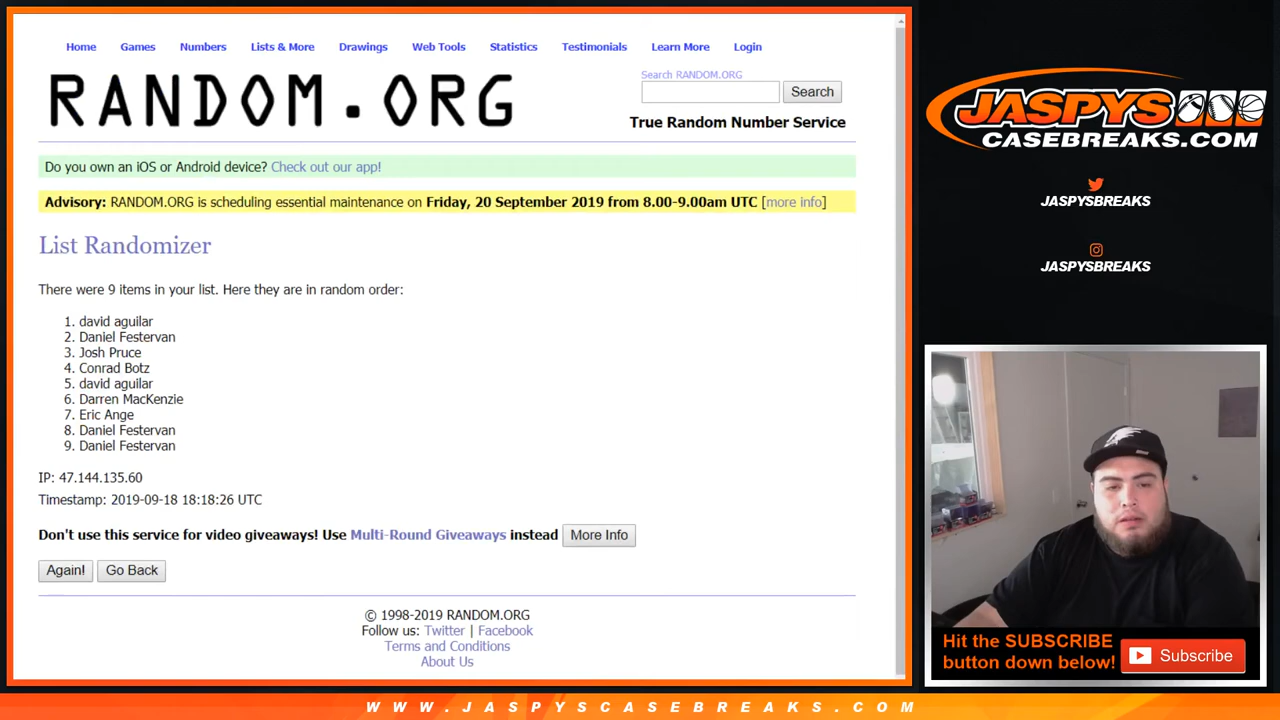 Home Games Numbers Lists & More Drawings Web Tools Statistics Testimonials Learn More Login
RANDOM.ORG
Search RANDOM.ORG
Search
True Random Number Service
Do you own an iOS or Android device? Check out our app!
Advisory: RANDOM.ORG is scheduling essential maintenance on Friday, 20 September 2019 from 8.00-9.00am UTC [more info]
List Randomizer
There were 9 items in your list. Here they are in random order:
1. david aguilar
2. Daniel Festervan
3. Josh Pruce
4. Conrad Botz
5. david aguilar
6. Darren MacKenzie
7. Eric Ange
8. Daniel Festervan
9. Daniel Festervan
IP: 47.144.135.60
Timestamp: 2019-09-18 18:18:26 UTC
Don't use this service for video giveaways! Use Multi-Round Giveaways instead More Info
Again! Go Back
© 1998-2019 RANDOM.ORG
Follow us: Twitter | Facebook
Terms and Conditions
About Us
JASPYS
CASEBREAKS.COM
JASPYSBREAKS
JASPYSBREAKS
Hit the SUBSCRIBE
button down below!
Subscribe
WWW.JASPYSCASEBREAKS.COM